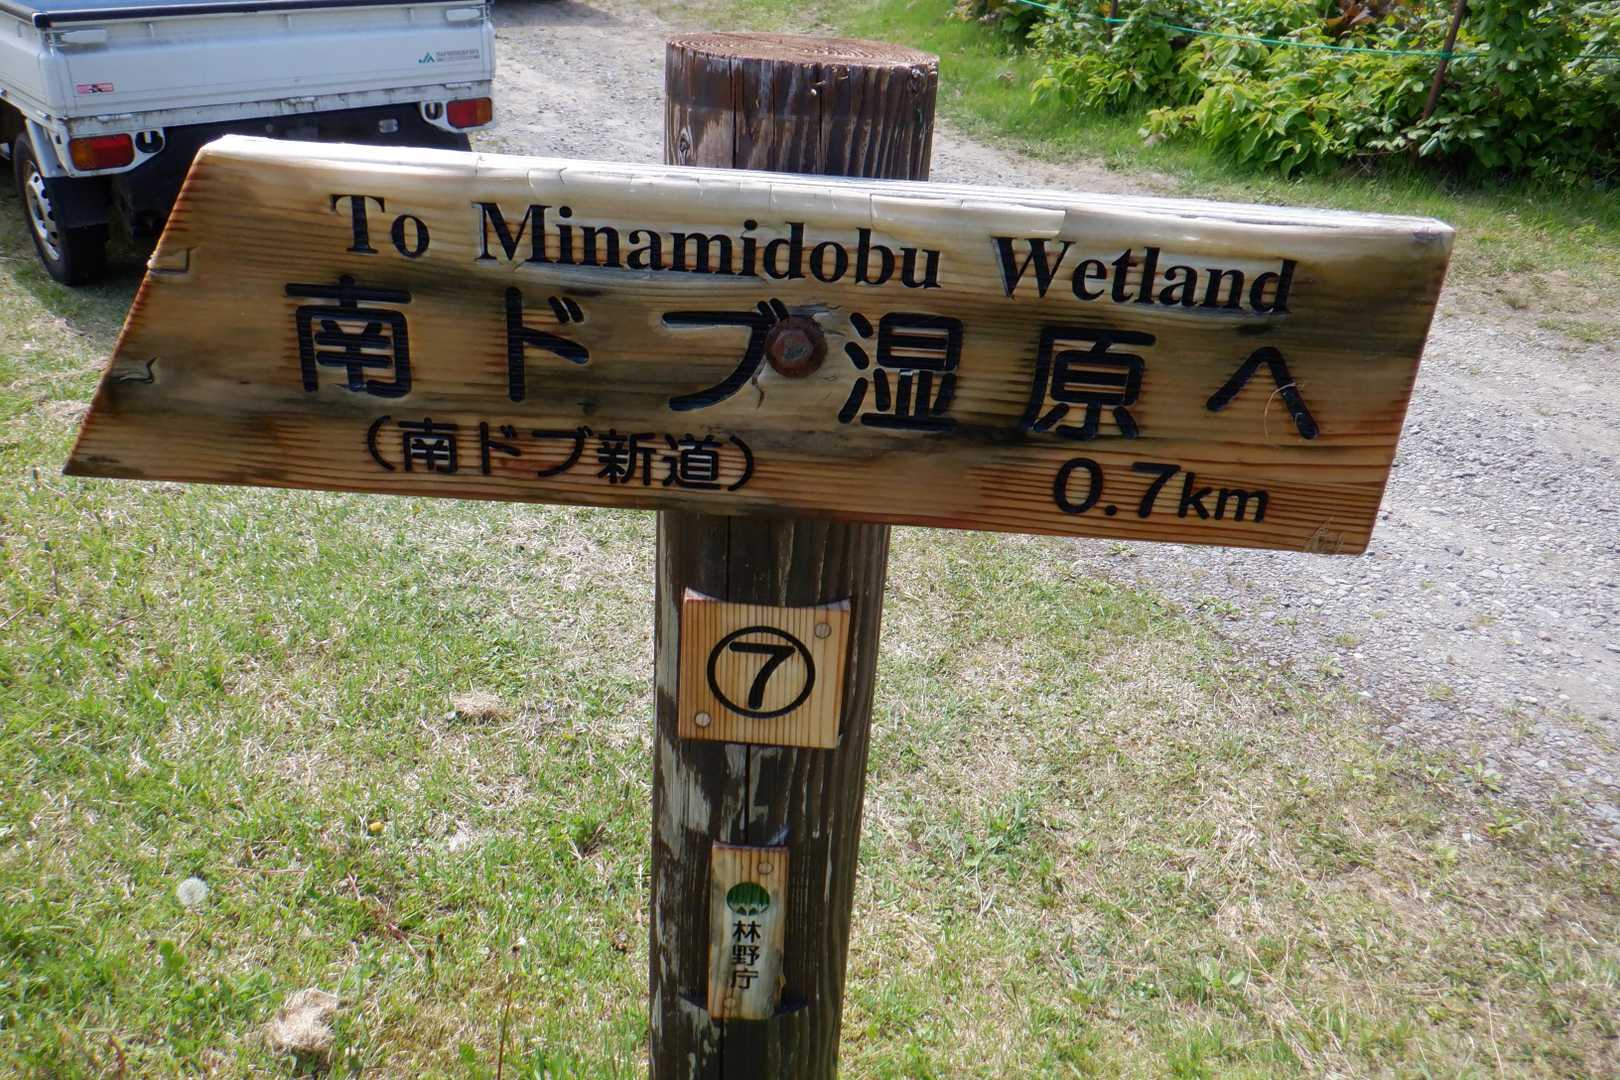 To Minamidobu Wetland
南ドブ湿原へ
(南ドブ新道)
0.7km
⑦
林野庁
JA